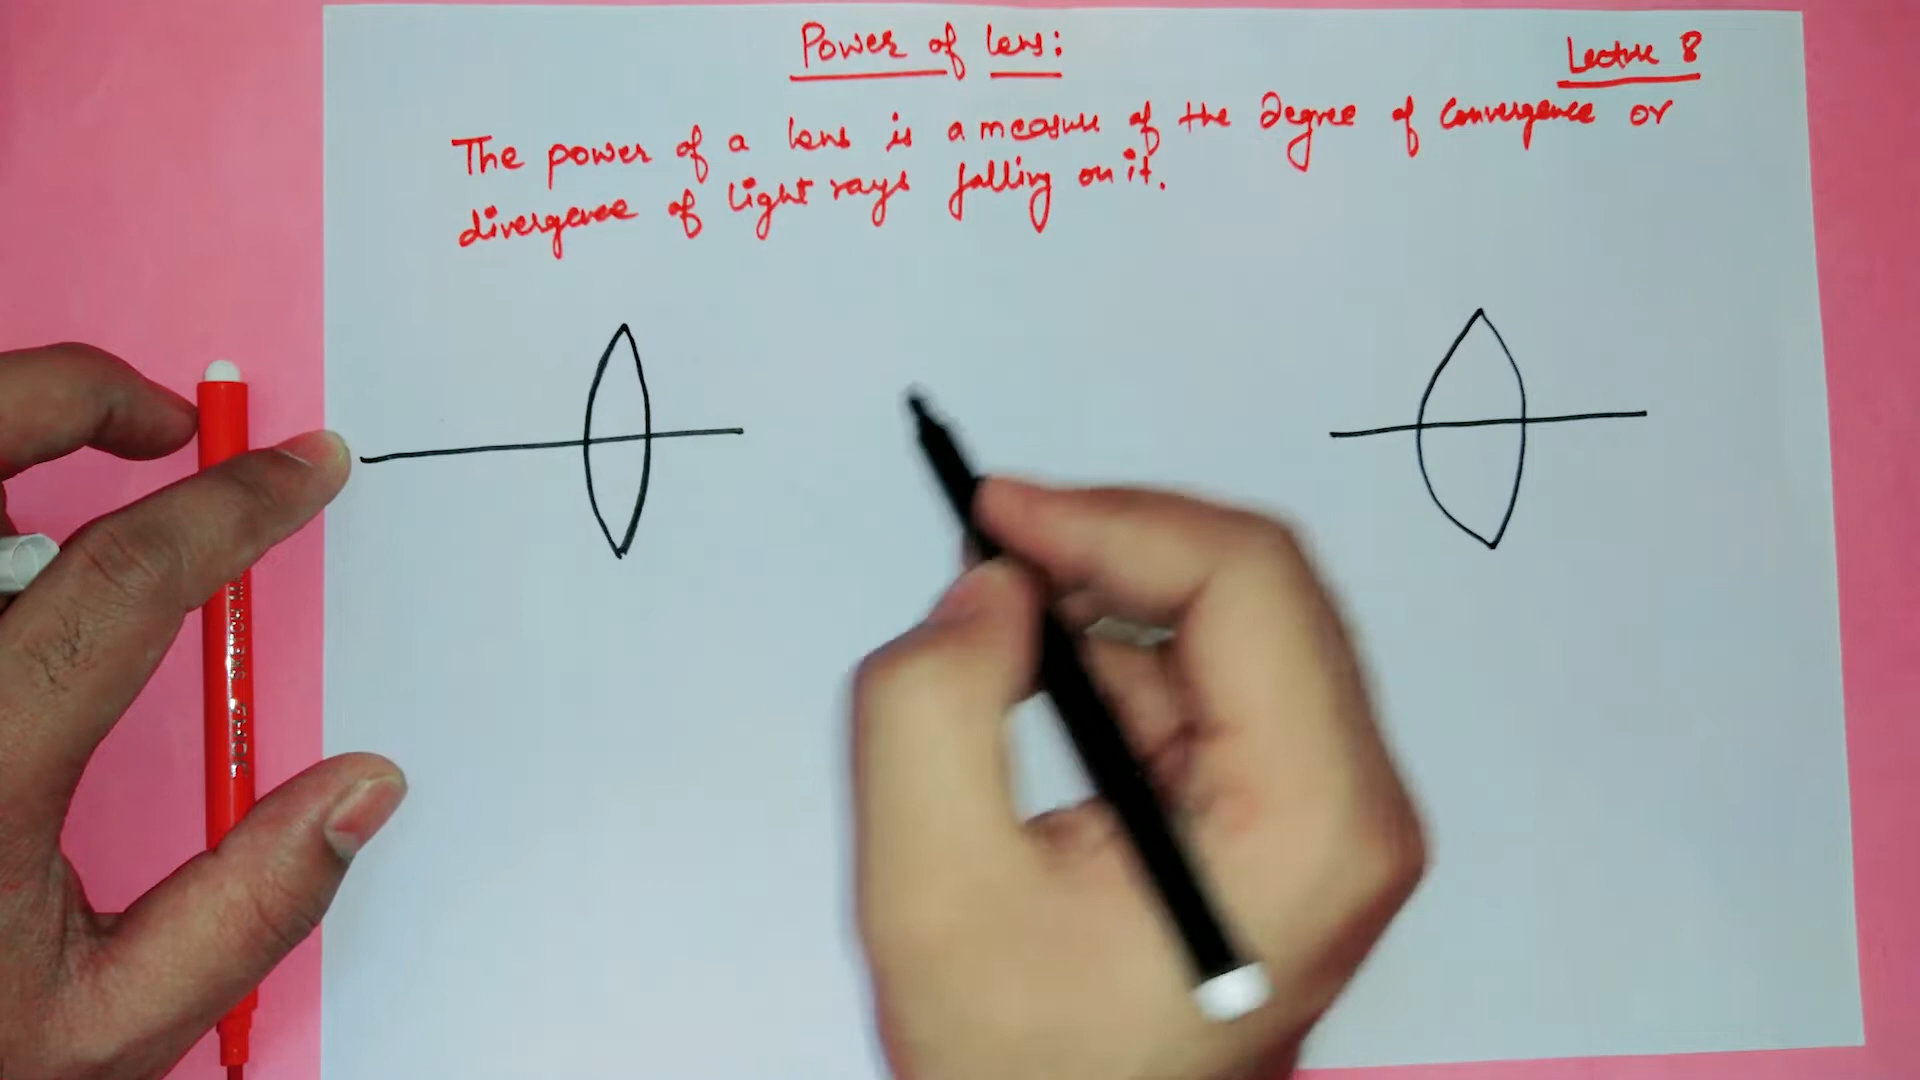 Power of lens:
Lecture 8
The power of a lens is a measure of the Degree of Convergence or
divergence of light rays falling on it.
SKETCH